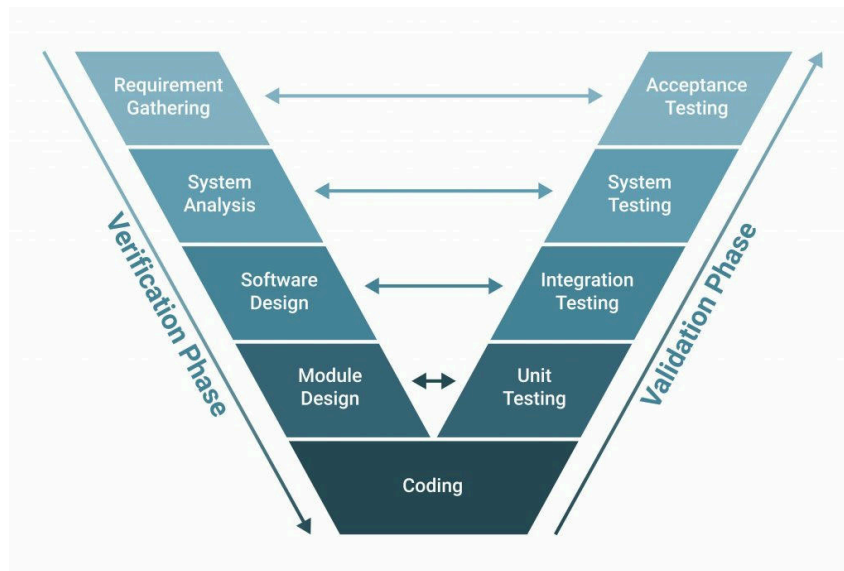 Requirement
Gathering
Acceptance
Testing
System
Analysis
System
Testing
Software
Design
Integration
Testing
Module
Design
Unit
Testing
Coding
Verification Phase
Validation Phase